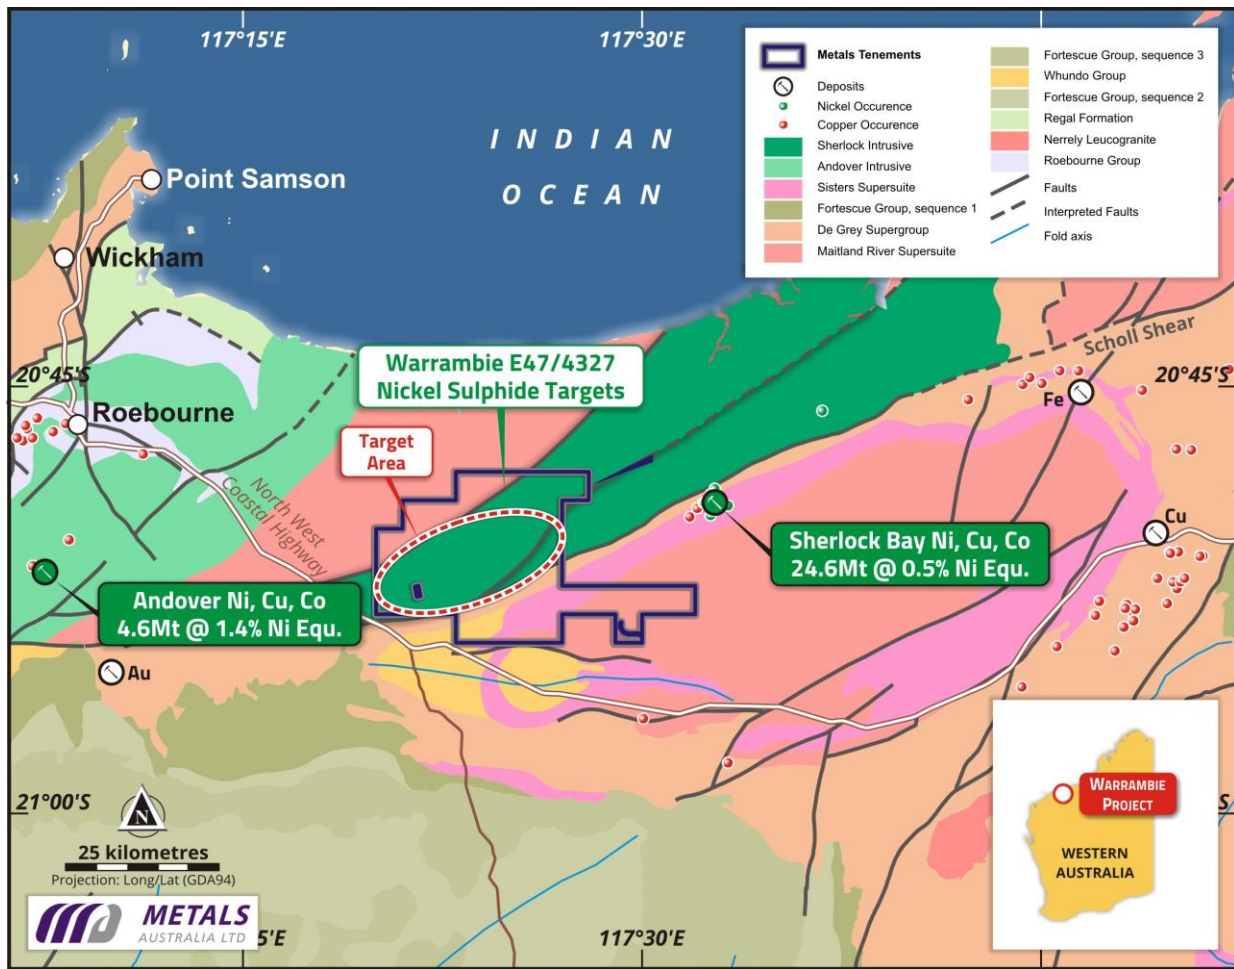 117°15'E
117°30'E
INDIAN
OCEAN
Metals Tenements
Deposits
Nickel Occurence
Copper Occurence
Sherlock Intrusive
Andover Intrusive
Sisters Supersuite
Fortescue Group, sequence 1
De Grey Supergroup
Maitland River Supersuite
Fortescue Group, sequence 3
Whundo Group
Fortescue Group, sequence 2
Regal Formation
Nerrely Leucogranite
Roebourne Group
Faults
Interpreted Faults
Fold axis
Point Samson
Wickham
Roebourne
20°45'S
20°45'S
Scholl Shear
Warrambie E47/4327
Nickel Sulphide Targets
Target
Area
North West
Coastal Highway
Fe
Cu
Sherlock Bay Ni, Cu, Co
24.6Mt @ 0.5% Ni Equ.
Andover Ni, Cu, Co
4.6Mt @ 1.4% Ni Equ.
Au
21°00'S
S
N
25 kilometres
Projection: Long/Lat (GDA94)
METALS
AUSTRALIA LTD
5'E
117°30'E
WARRAMBIE
PROJECT
WESTERN
AUSTRALIA